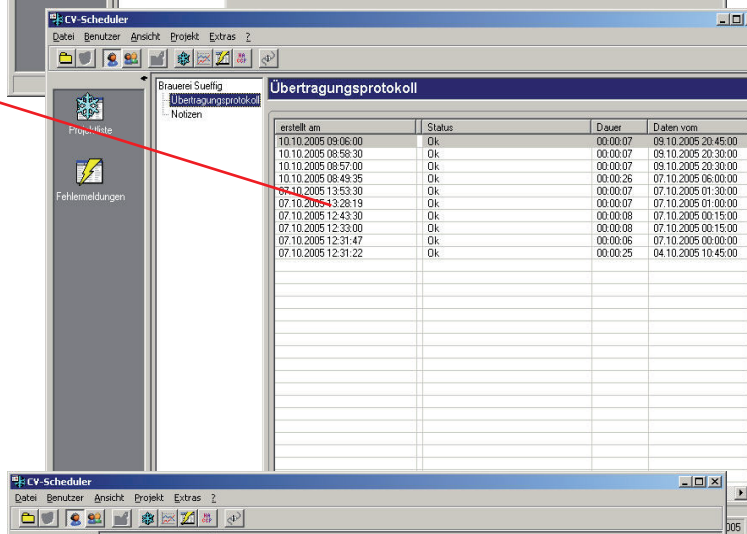 CV-Scheduler
Datei Benutzer Ansicht Projekt Extras ?
Projektliste
Fehlermeldungen
Brauerei Sueffig
Übertragungsprotokoll
Notizen
Übertragungsprotokoll
erstellt am Status Dauer Daten vom
10.10.2005 09:06:00 Ok 00:00:07 09.10.2005 20:45:00
10.10.2005 08:58:30 Ok 00:00:07 09.10.2005 20:30:00
10.10.2005 08:57:00 Ok 00:00:07 09.10.2005 20:30:00
10.10.2005 08:49:35 Ok 00:00:26 07.10.2005 06:00:00
07.10.2005 13:53:30 Ok 00:00:07 07.10.2005 01:30:00
07.10.2005 13:28:19 Ok 00:00:07 07.10.2005 01:00:00
07.10.2005 12:43:30 Ok 00:00:08 07.10.2005 00:15:00
07.10.2005 12:33:00 Ok 00:00:08 07.10.2005 00:15:00
07.10.2005 12:31:47 Ok 00:00:06 07.10.2005 00:00:00
07.10.2005 12:31:22 Ok 00:00:25 04.10.2005 10:45:00
CV-Scheduler
Datei Benutzer Ansicht Projekt Extras ?
005